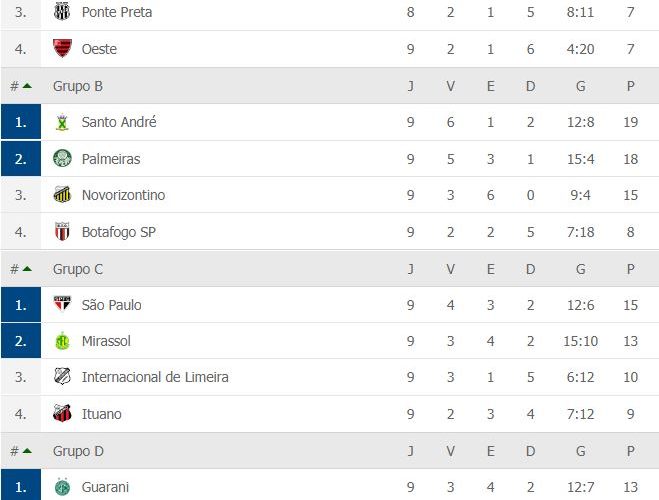 3. Ponte Preta 8 2 1 5 8:11 7
4. Oeste 9 2 1 6 4:20 7
# Grupo B J V E D G P
1. Santo André 9 6 1 2 12:8 19
2. Palmeiras 9 5 3 1 15:4 18
3. Novorizontino 9 3 6 0 9:4 15
4. Botafogo SP 9 2 2 5 7:18 8
# Grupo C J V E D G P
1. São Paulo 9 4 3 2 12:6 15
2. Mirassol 9 3 4 2 15:10 13
3. Internacional de Limeira 9 3 1 5 6:12 10
4. Ituano 9 2 3 4 7:12 9
# Grupo D J V E D G P
1. Guarani 9 3 4 2 12:7 13